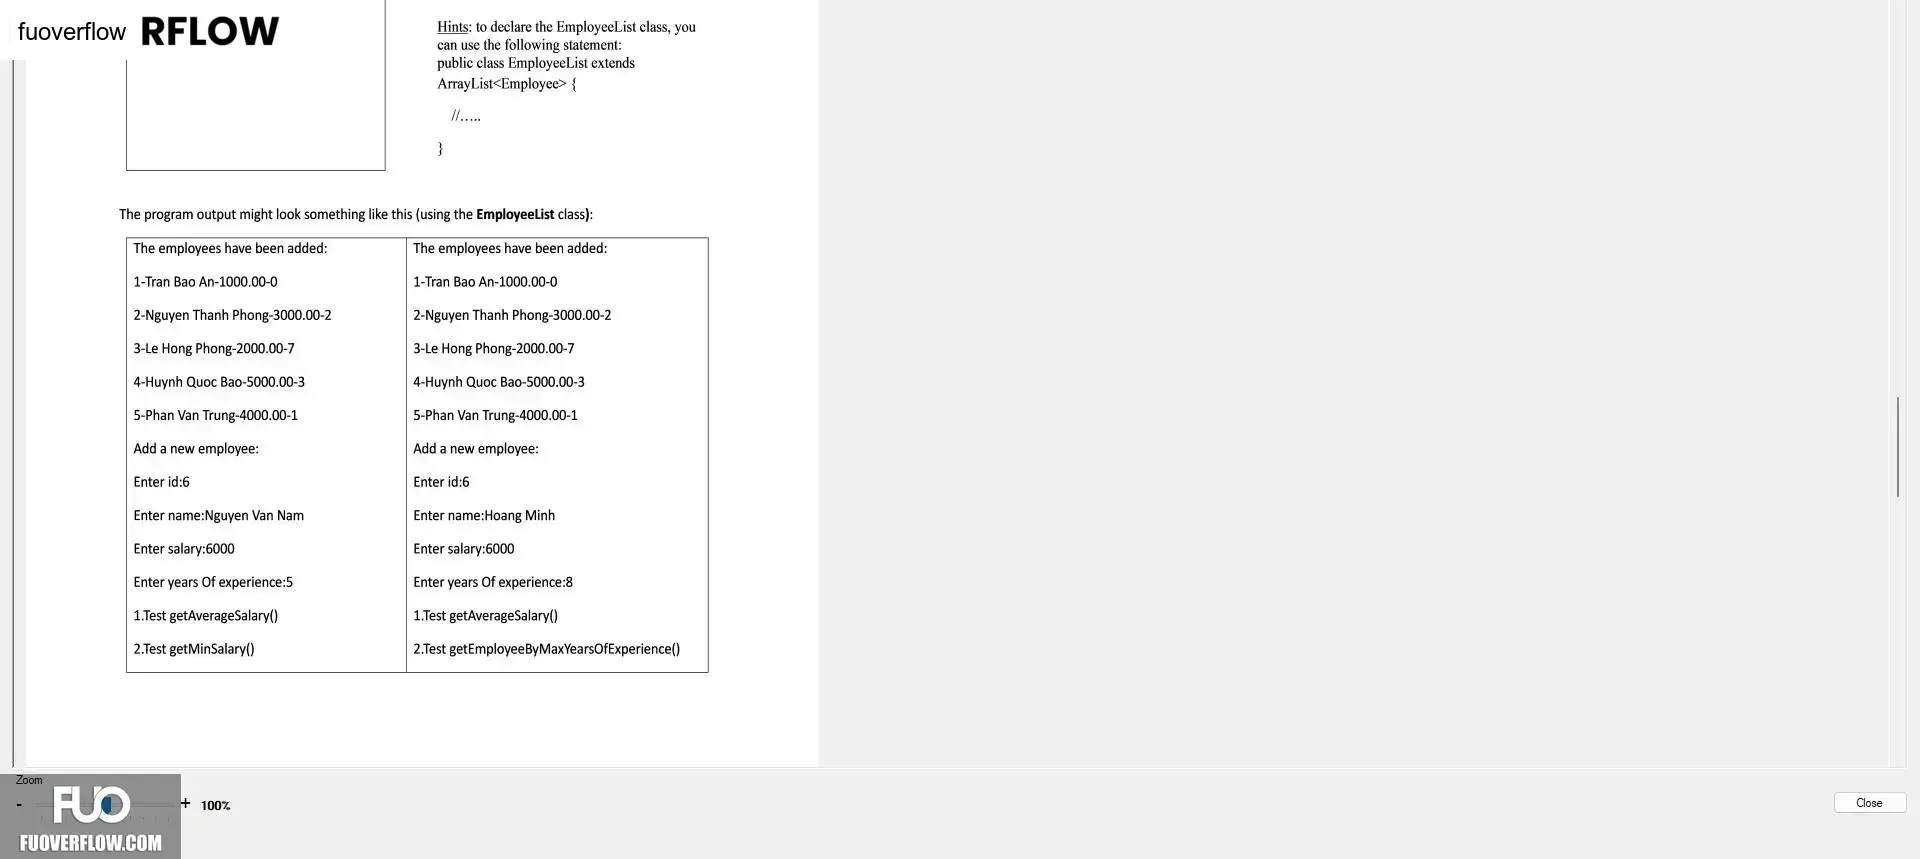 fuoverflow RFLOW
Hints: to declare the EmployeeList class, you
can use the following statement:
public class EmployeeList extends
ArrayList<Employee> {
//…..
}
The program output might look something like this (using the EmployeeList class):
The employees have been added:
1-Tran Bao An-1000.00-0
2-Nguyen Thanh Phong-3000.00-2
3-Le Hong Phong-2000.00-7
4-Huynh Quoc Bao-5000.00-3
5-Phan Van Trung-4000.00-1
Add a new employee:
Enter id:6
Enter name:Nguyen Van Nam
Enter salary:6000
Enter years Of experience:5
1.Test getAverageSalary()
2.Test getMinSalary()
The employees have been added:
1-Tran Bao An-1000.00-0
2-Nguyen Thanh Phong-3000.00-2
3-Le Hong Phong-2000.00-7
4-Huynh Quoc Bao-5000.00-3
5-Phan Van Trung-4000.00-1
Add a new employee:
Enter id:6
Enter name:Hoang Minh
Enter salary:6000
Enter years Of experience:8
1.Test getAverageSalary()
2.Test getEmployeeByMaxYearsOfExperience()
Zoom
- + 100%
Close
FUO
FUOVERFLOW.COM